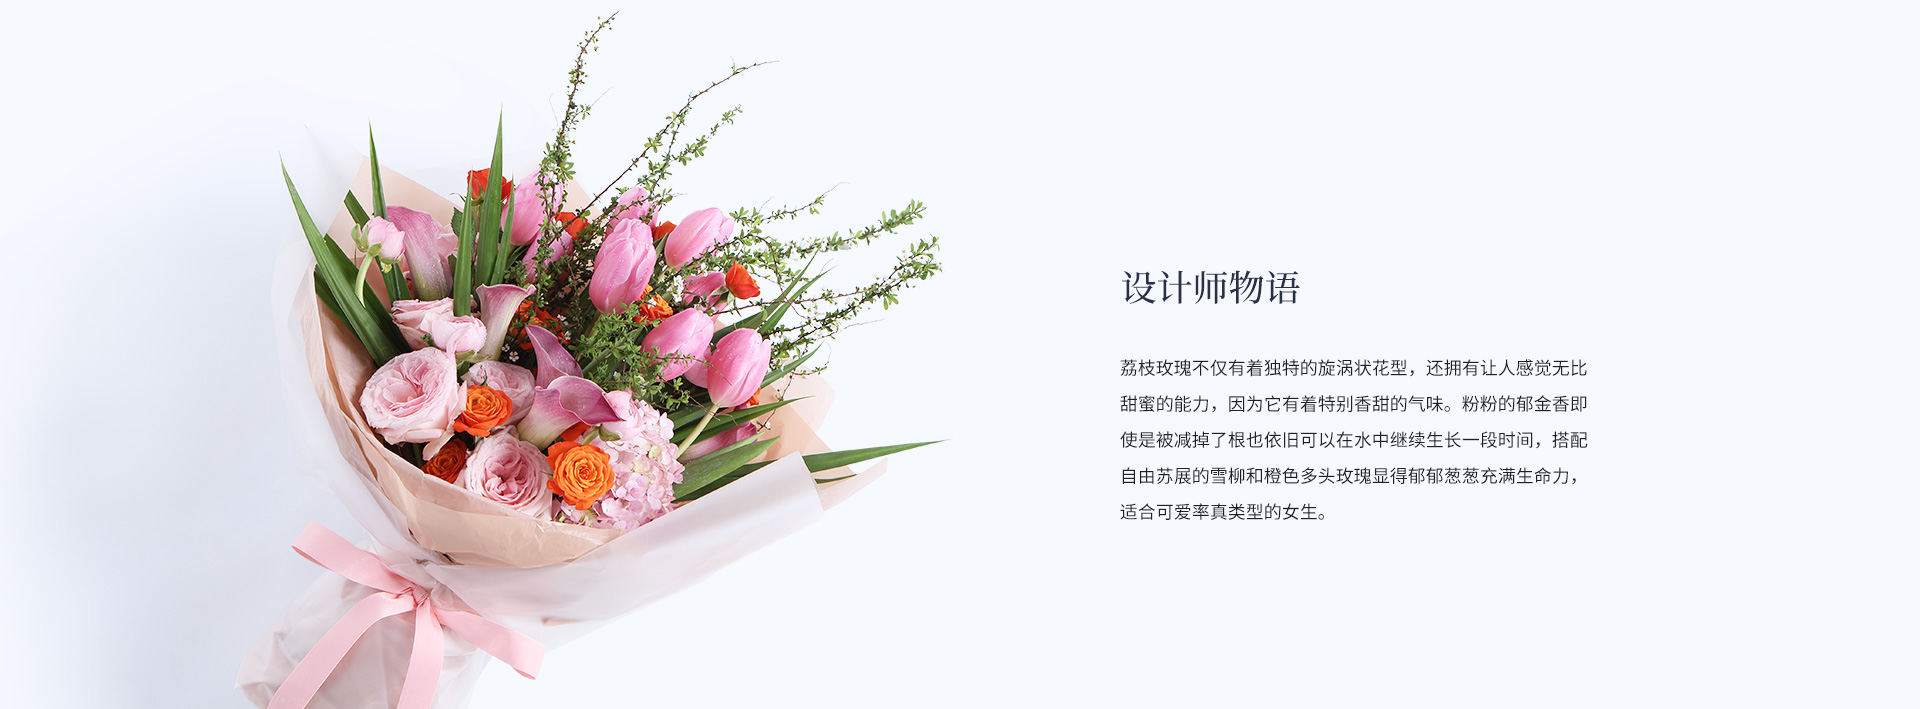 设计师物语
荔枝玫瑰不仅有着独特的旋涡状花型，还拥有让人感觉无比
甜蜜的能力，因为它有着特别香甜的气味。粉粉的郁金香即
使是被减掉了根也依旧可以在水中继续生长一段时间，搭配
自由苏展的雪柳和橙色多头玫瑰显得郁郁葱葱充满生命力，
适合可爱率真类型的女生。